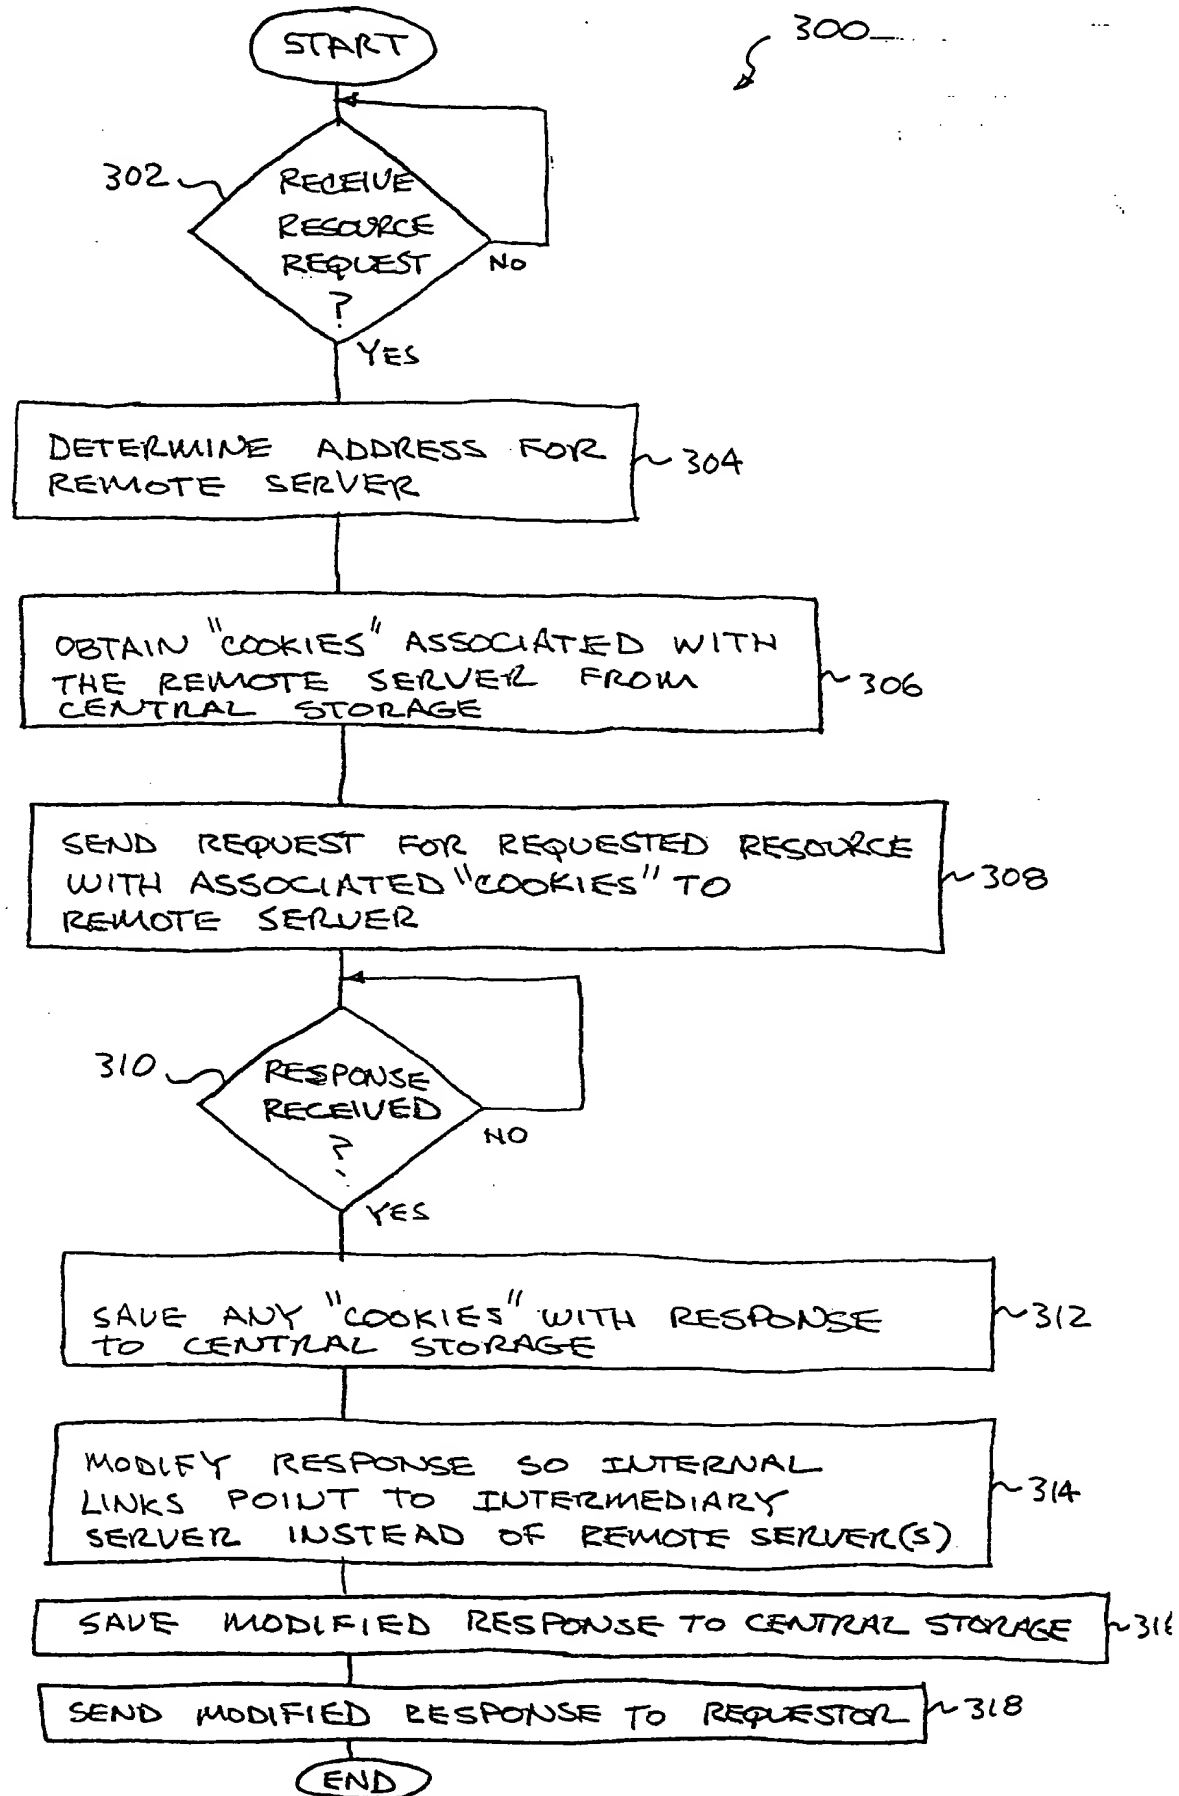 START
300
302
RECEIVE
RESOURCE
REQUEST
?
NO
YES
DETERMINE ADDRESS FOR
REMOTE SERVER
304
OBTAIN "COOKIES" ASSOCIATED WITH
THE REMOTE SERVER FROM
CENTRAL STORAGE
306
SEND REQUEST FOR REQUESTED RESOURCE
WITH ASSOCIATED "COOKIES" TO
REMOTE SERVER
308
310
RESPONSE
RECEIVED
?
NO
YES
SAVE ANY "COOKIES" WITH RESPONSE
TO CENTRAL STORAGE
312
MODIFY RESPONSE SO INTERNAL
LINKS POINT TO INTERMEDIARY
SERVER INSTEAD OF REMOTE SERVER(S)
314
SAVE MODIFIED RESPONSE TO CENTRAL STORAGE
SEND MODIFIED RESPONSE TO REQUESTOR
318
END